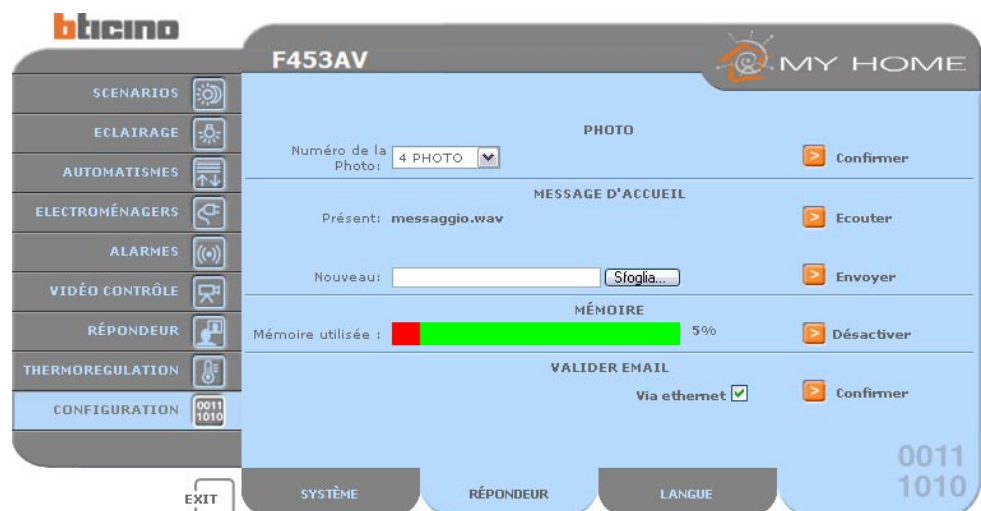 bticino
F453AV
MY HOME
SCENARIOS
ECLAIRAGE
AUTOMATISMES
ELECTROMÉNAGERS
ALARMES
VIDÉO CONTRÔLE
RÉPONDEUR
THERMOREGULATION
CONFIGURATION
0011
1010
EXIT
PHOTO
Numéro de la
Photo:
4 PHOTO
Confirmer
MESSAGE D'ACCUEIL
Présent: messaggio.wav
Ecouter
Nouveau:
Sfoglia...
Envoyer
MÉMOIRE
Mémoire utilisée :
5%
Désactiver
VALIDER EMAIL
Via ethernet
Confirmer
0011
1010
SYSTÈME
RÉPONDEUR
LANGUE